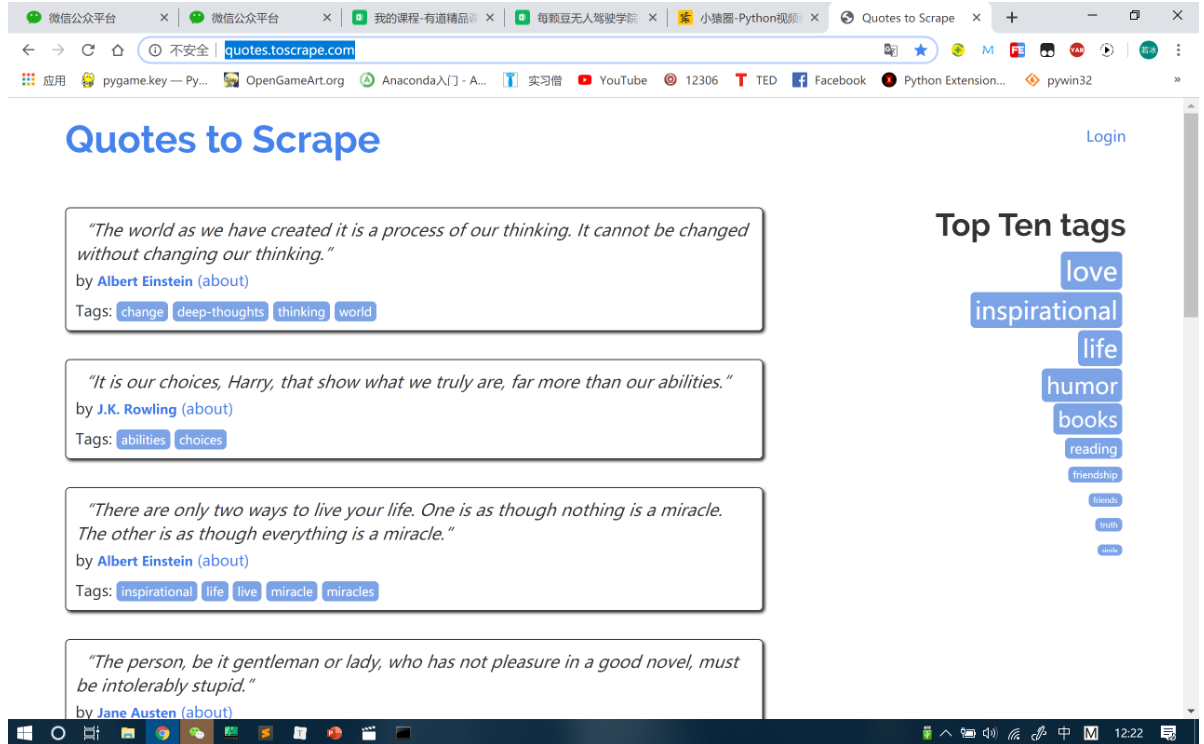 微信公众平台 微信公众平台 我的课程-有道精品课 每颗豆无人驾驶学院 小猿圈-Python视频 Quotes to Scrape
不安全 quotes.toscrape.com
应用 pygame.key — Py... OpenGameArt.org Anaconda入门 - A... 实习僧 YouTube 12306 TED Facebook Python Extension... pywin32 »
Quotes to Scrape
Login
“The world as we have created it is a process of our thinking. It cannot be changed
without changing our thinking.”
by Albert Einstein (about)
Tags: change deep-thoughts thinking world
“It is our choices, Harry, that show what we truly are, far more than our abilities.”
by J.K. Rowling (about)
Tags: abilities choices
“There are only two ways to live your life. One is as though nothing is a miracle.
The other is as though everything is a miracle.”
by Albert Einstein (about)
Tags: inspirational life live miracle miracles
“The person, be it gentleman or lady, who has not pleasure in a good novel, must
be intolerably stupid.”
by Jane Austen (about)
Top Ten tags
love
inspirational
life
humor
books
reading
friendship
friends
truth
simile
中 M 12:22